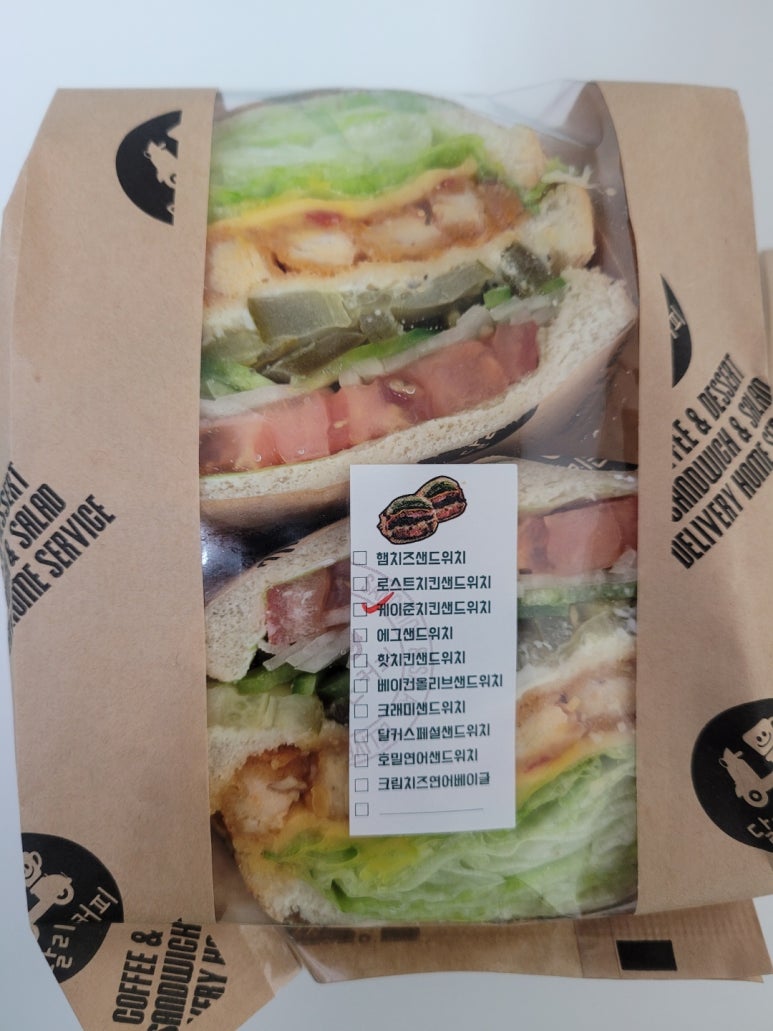 햄치즈샌드위치
로스트치킨샌드위치
케이준치킨샌드위치
에그샌드위치
핫치킨샌드위치
베이컨올리브샌드위치
크래미샌드위치
달커스페셜샌드위치
호밀연어샌드위치
크림치즈연어베이글
& DESSERT
SANDWICH & SALAD
DELIVERY HOME
& SALAD
HOME SERVICE
달리커피
COFFEE &
SANDWICH